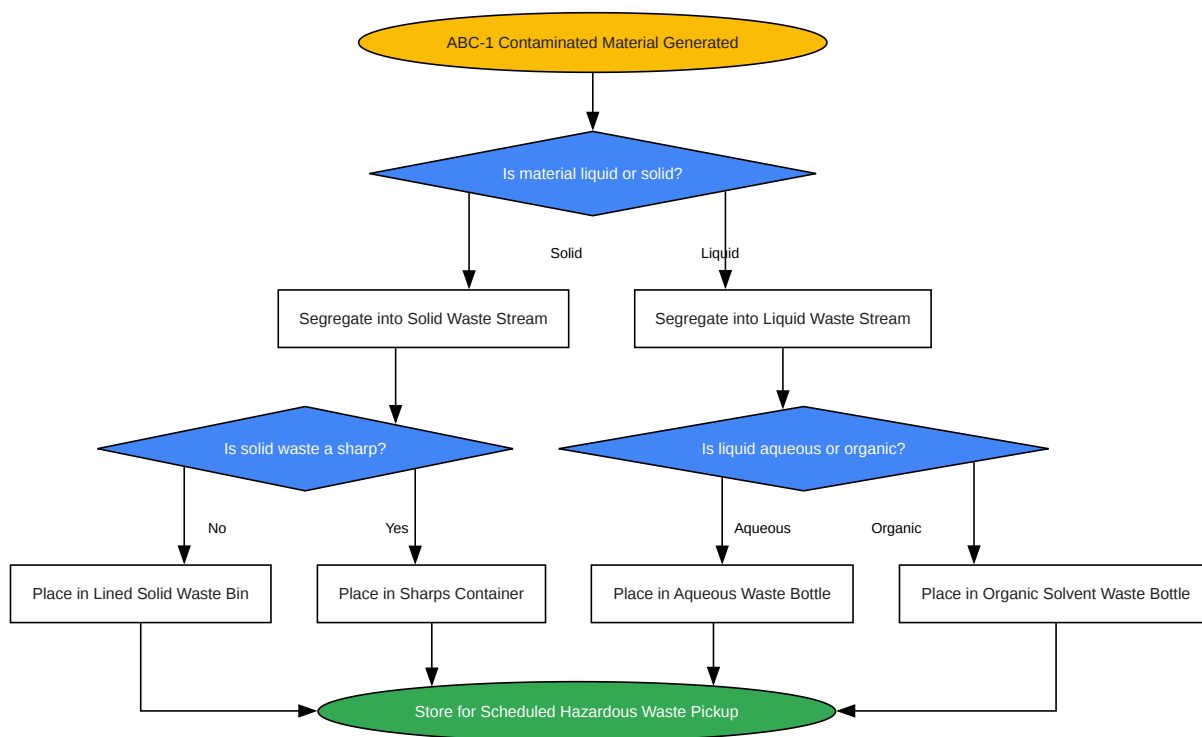 ABC-1 Contaminated Material Generated
Is material liquid or solid?
Solid
Liquid
Segregate into Solid Waste Stream
Segregate into Liquid Waste Stream
Is solid waste a sharp?
Is liquid aqueous or organic?
No
Yes
Aqueous
Organic
Place in Lined Solid Waste Bin
Place in Sharps Container
Place in Aqueous Waste Bottle
Place in Organic Solvent Waste Bottle
Store for Scheduled Hazardous Waste Pickup